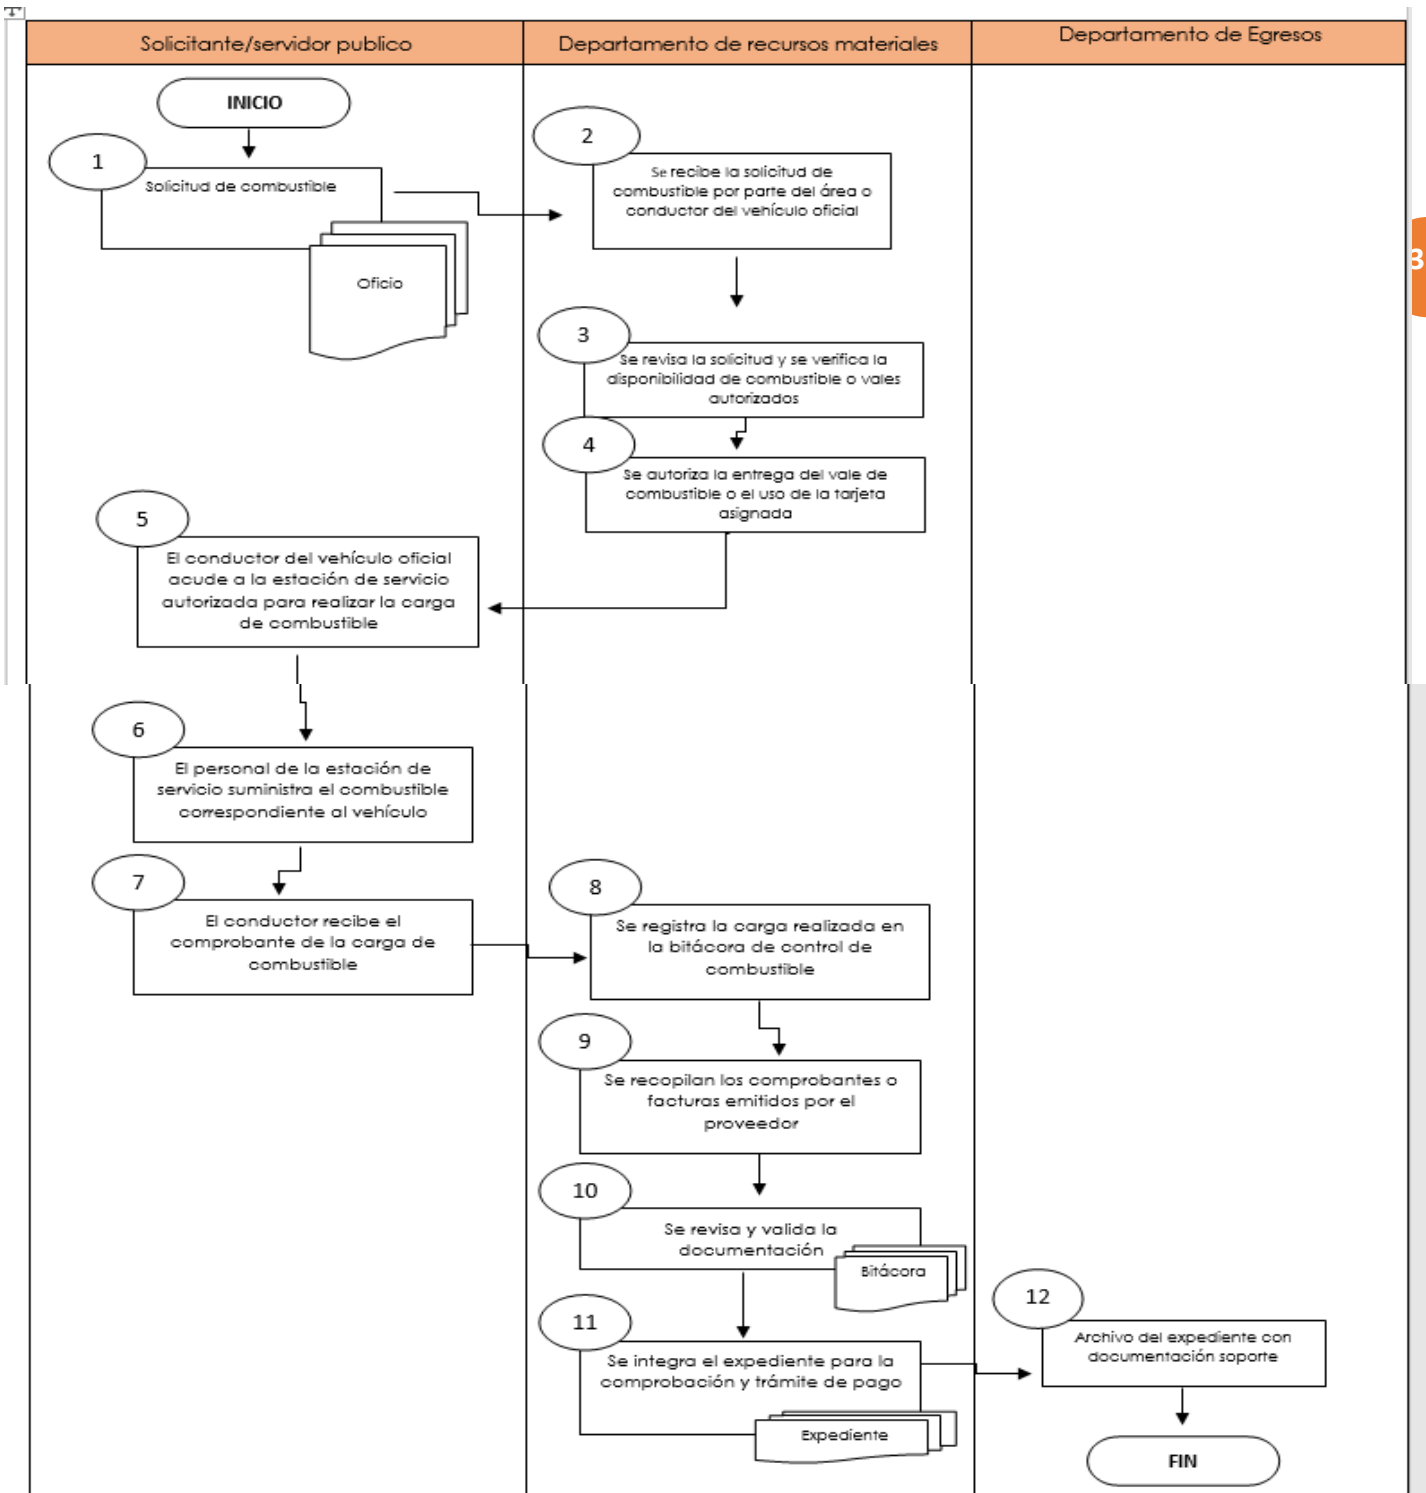 Solicitante/servidor publico
Departamento de recursos materiales
Departamento de Egresos
INICIO
1
Solicitud de combustible
Oficio
2
Se recibe la solicitud de
combustible por parte del área o
conductor del vehículo oficial
3
3
Se revisa la solicitud y se verifica la
disponibilidad de combustible o vales
autorizados
4
Se autoriza la entrega del vale de
combustible o el uso de la tarjeta
asignada
5
El conductor del vehículo oficial
acude a la estación de servicio
autorizada para realizar la carga
de combustible
6
El personal de la estación de
servicio suministra el combustible
correspondiente al vehículo
7
El conductor recibe el
comprobante de la carga de
combustible
8
Se registra la carga realizada en
la bitácora de control de
combustible
9
Se recopilan los comprobantes o
facturas emitidos por el
proveedor
10
Se revisa y valida la
documentación
Bitácora
11
Se integra el expediente para la
comprobación y trámite de pago
Expediente
12
Archivo del expediente con
documentación soporte
FIN